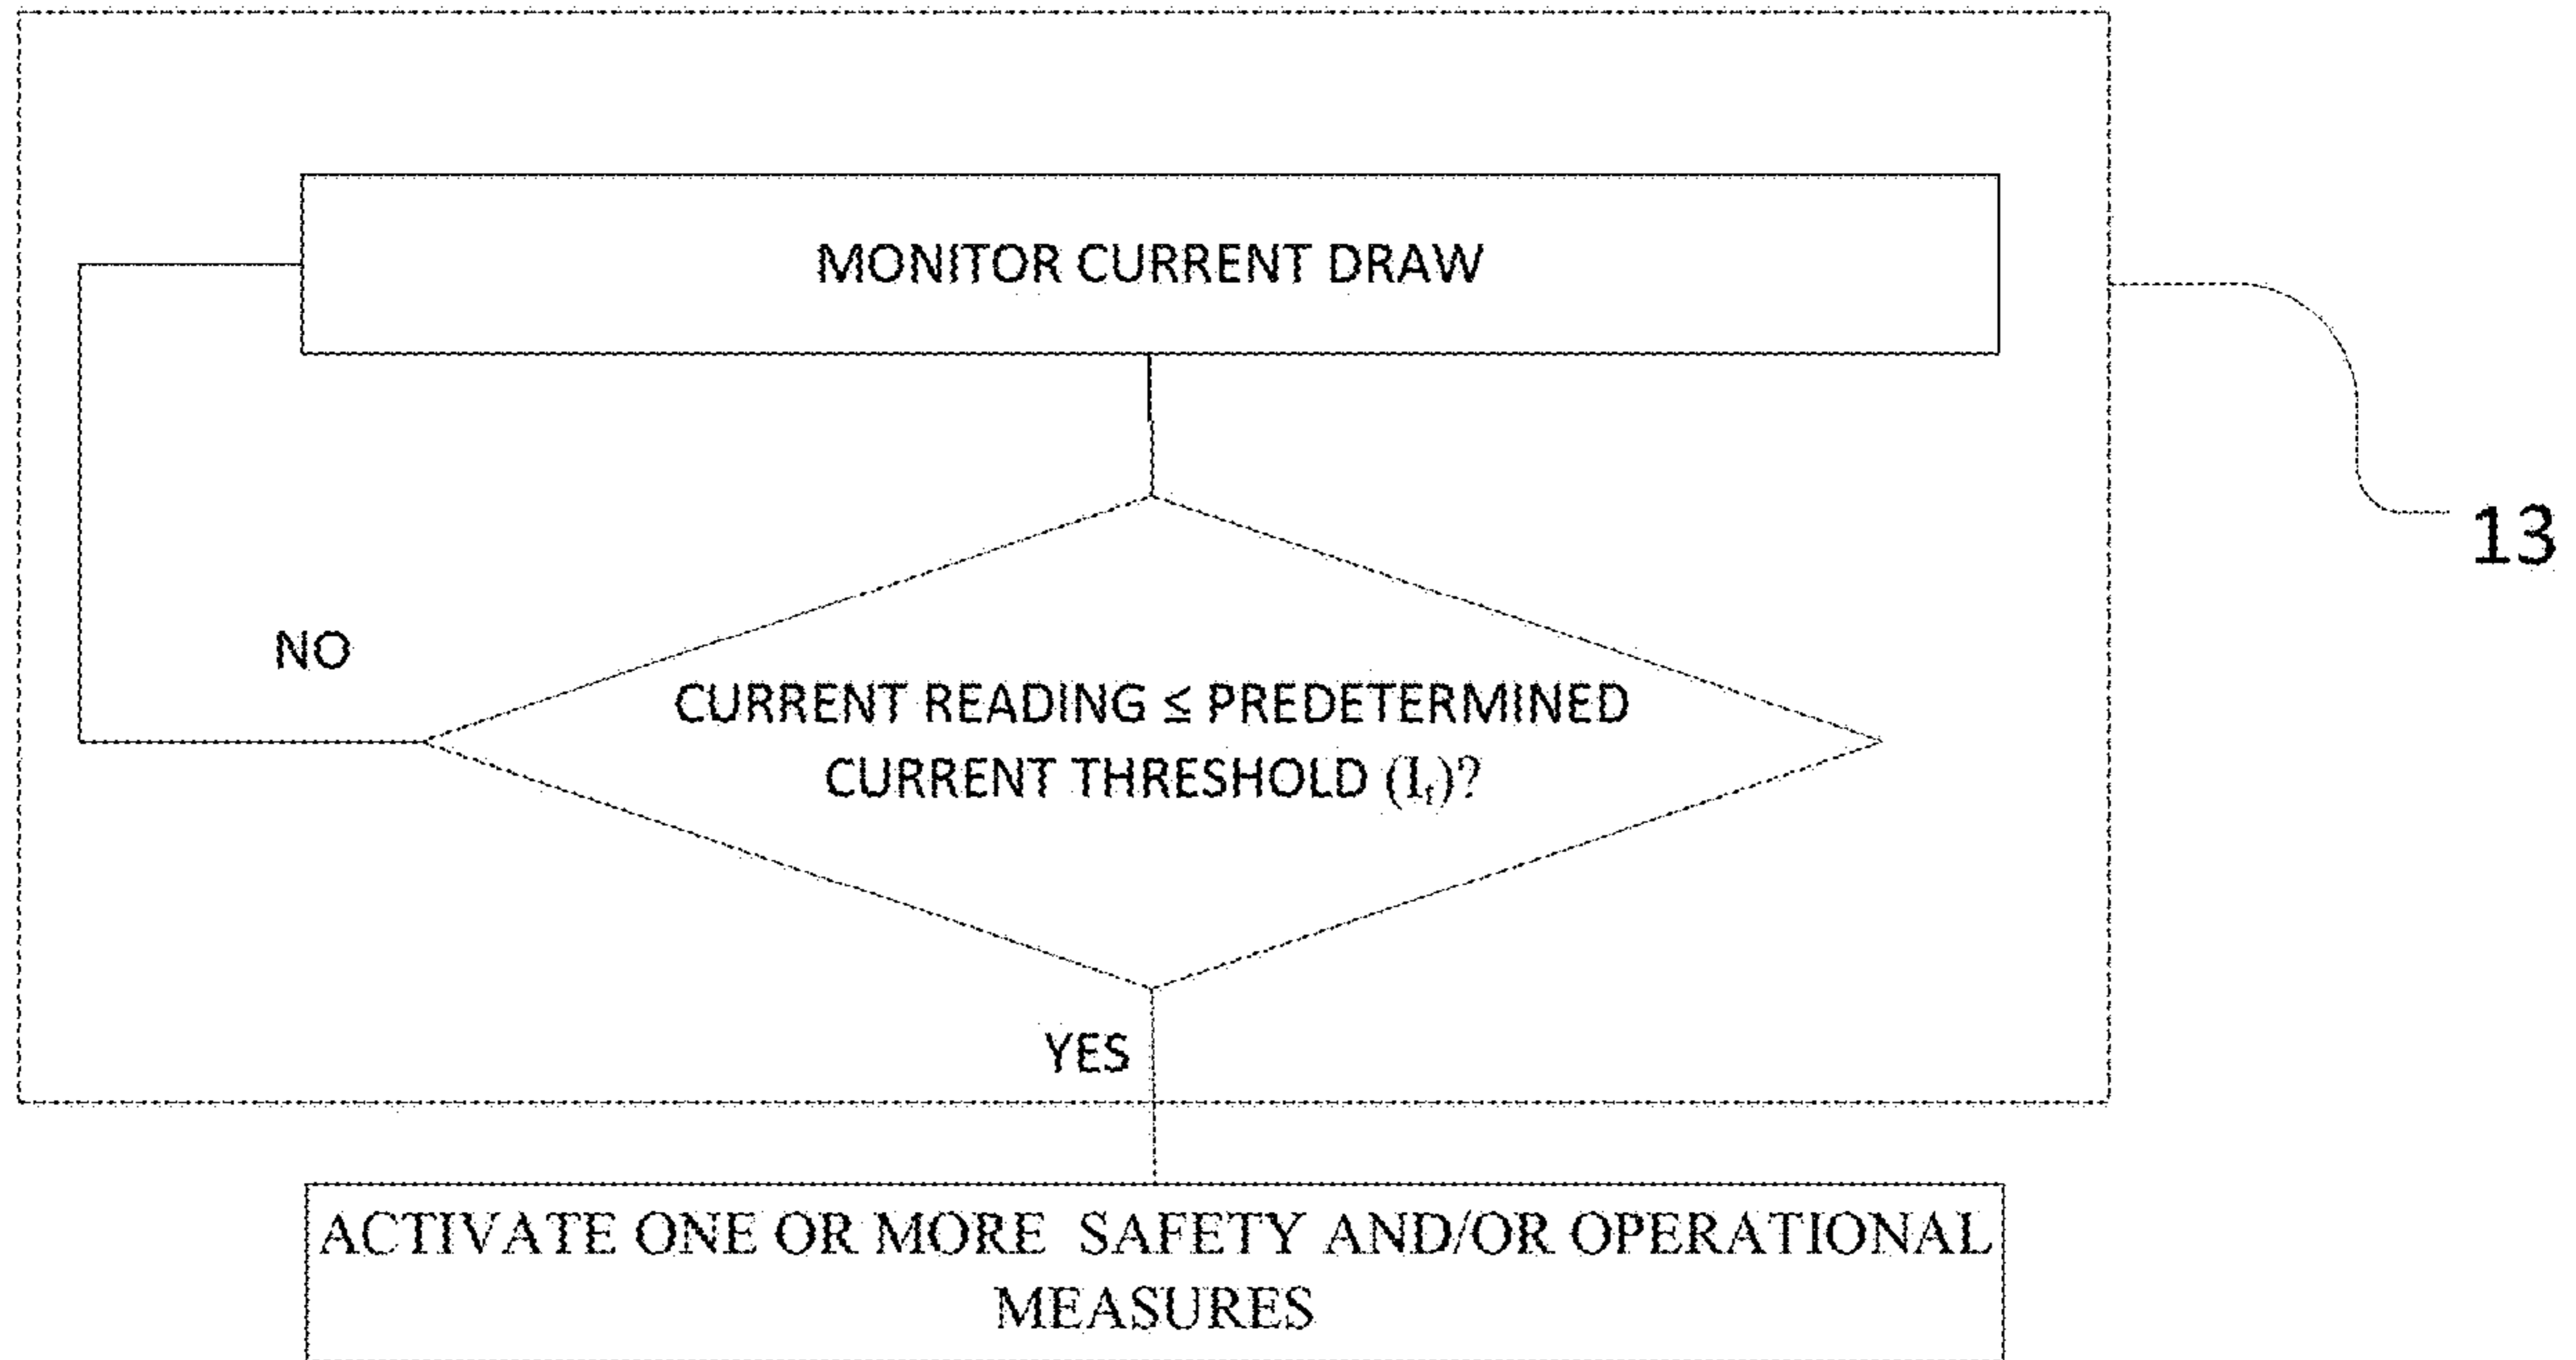 MONITOR CURRENT DRAW
13
NO
CURRENT READING ≤ PREDETERMINED
CURRENT THRESHOLD (Iₜ)?
YES
ACTIVATE ONE OR MORE SAFETY AND/OR OPERATIONAL
MEASURES